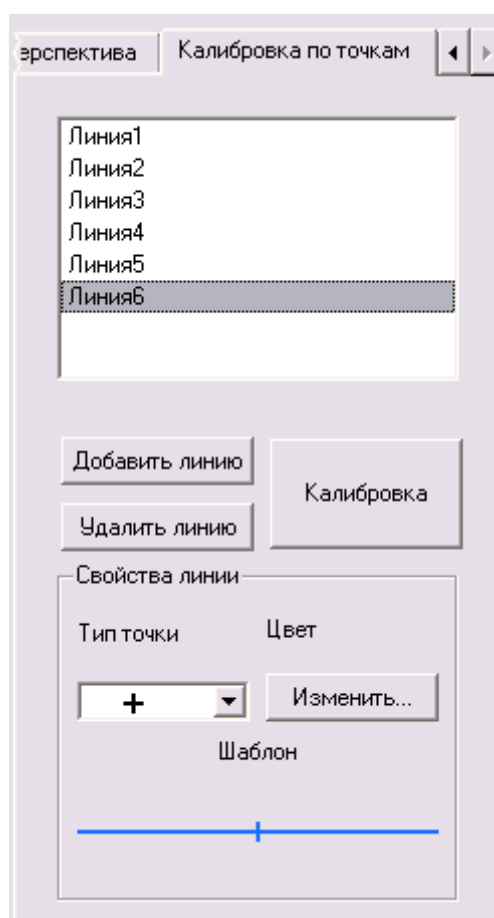 ерспектива Калибровка по точкам
Линия1
Линия2
Линия3
Линия4
Линия5
Линия6
Добавить линию
Калибровка
Удалить линию
Свойства линии
Тип точки Цвет
Изменить...
Шаблон